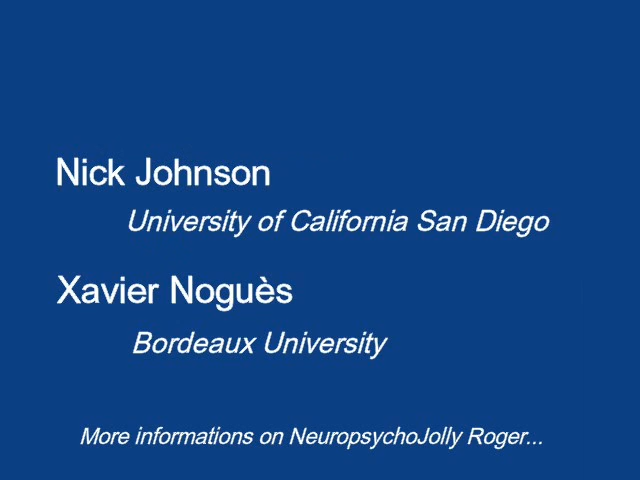 Nick Johnson
University of California San Diego
Xavier Noguès
Bordeaux University
More informations on NeuropsychoJolly Roger...